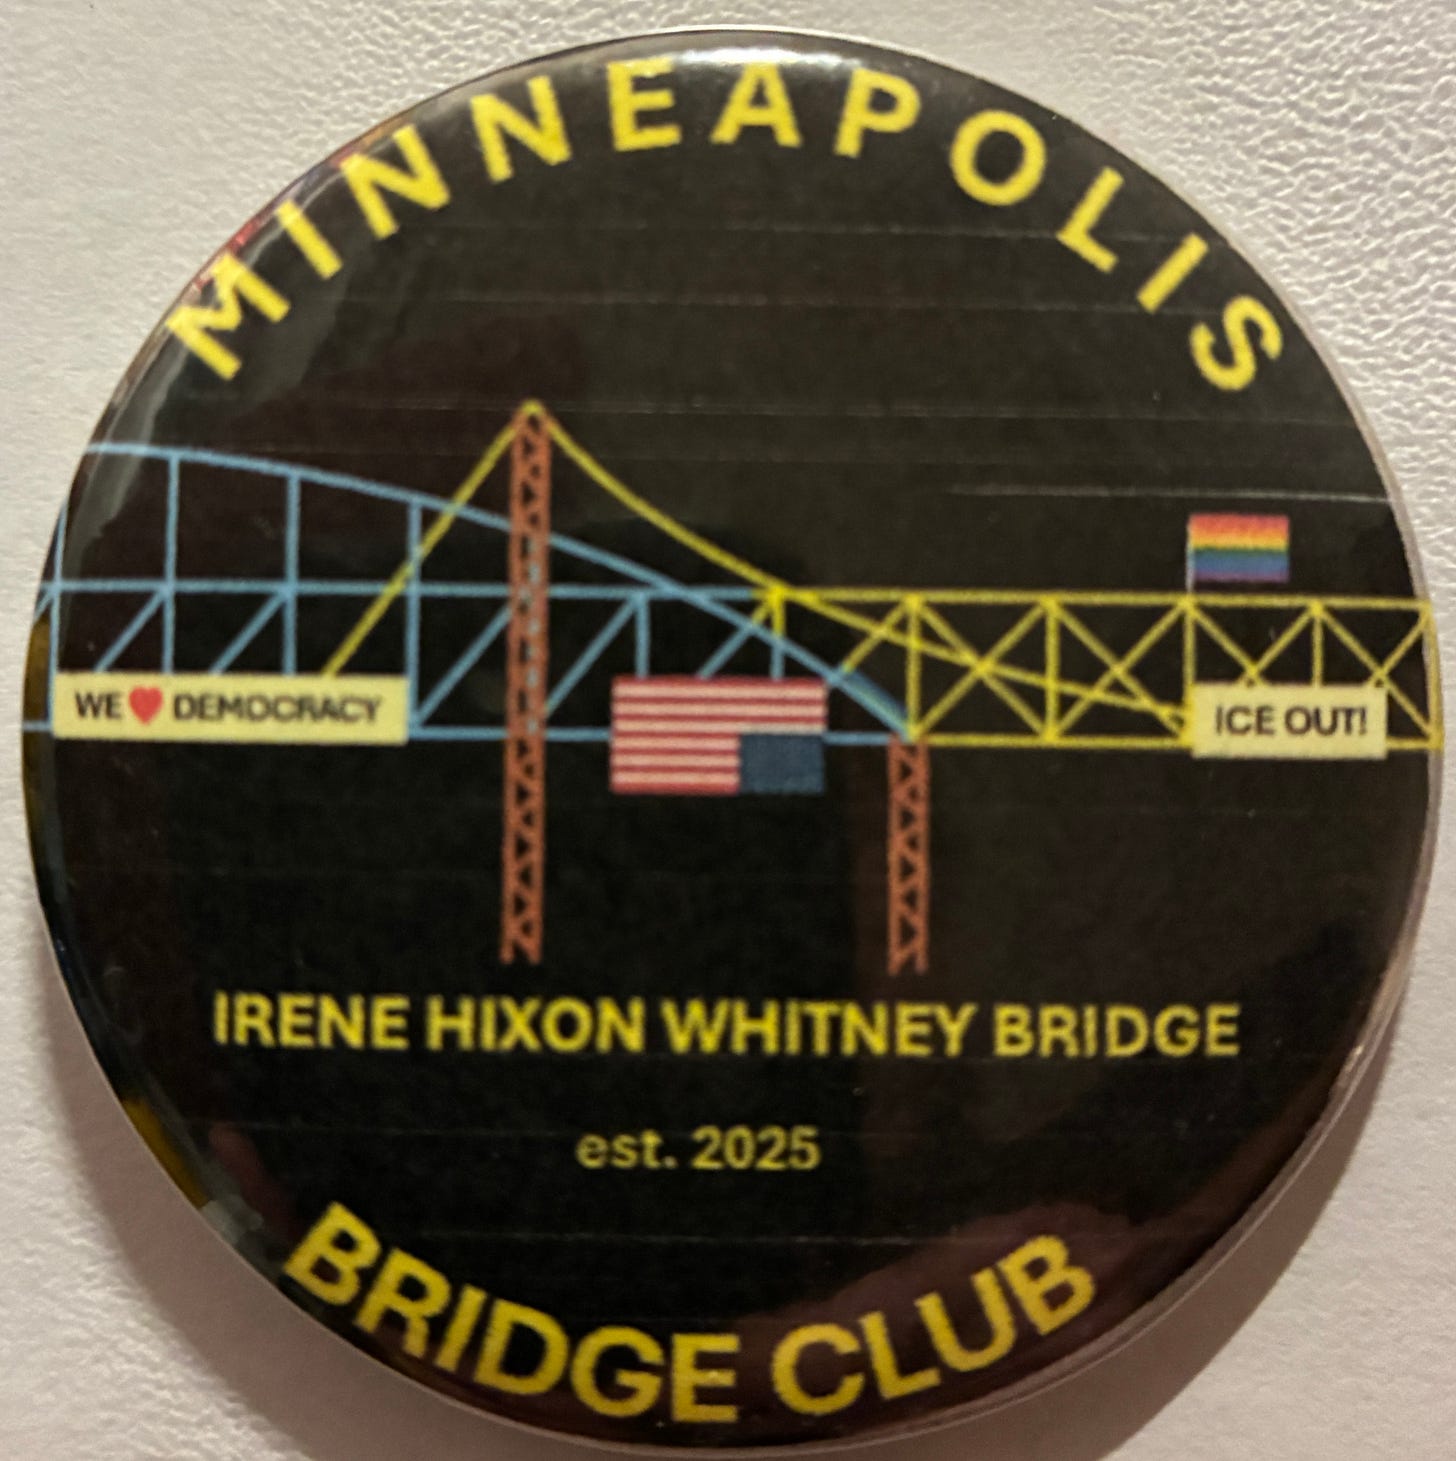 MINNEAPOLIS
WE ❤️ DEMOCRACY
ICE OUT!
IRENE HIXON WHITNEY BRIDGE
est. 2025
BRIDGE CLUB